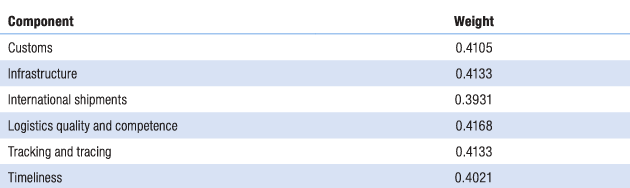 Component Weight
Customs 0.4105
Infrastructure 0.4133
International shipments 0.3931
Logistics quality and competence 0.4168
Tracking and tracing 0.4133
Timeliness 0.4021